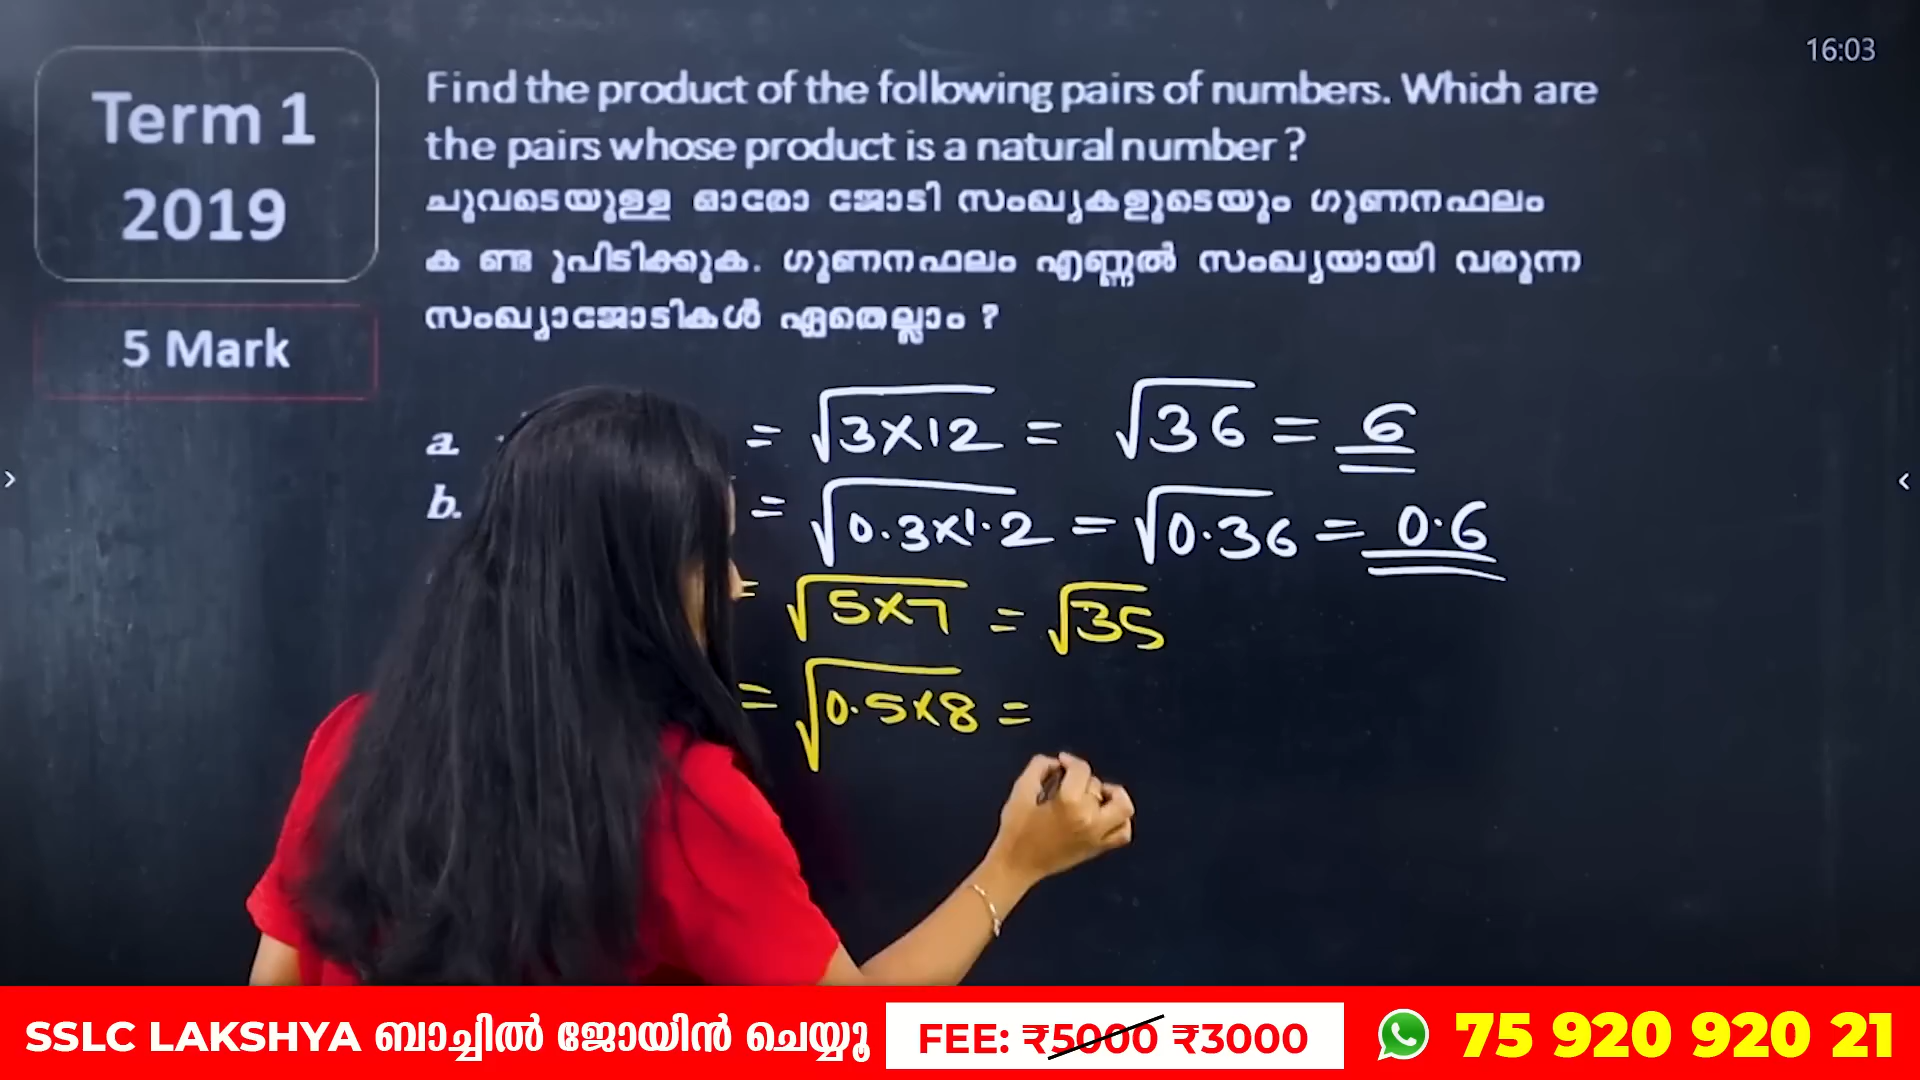 16:03
Term 1
2019
5 Mark
Find the product of the following pairs of numbers. Which are
the pairs whose product is a natural number ?
ചുവടെയുള്ള ഓരോ ജോടി സംഖ്യകളുടെയും ഗുണനഫലം
ക ണ്ട ുപിടിക്കുക. ഗുണനഫലം എണ്ണൽ സംഖ്യയായി വരുന്ന
സംഖ്യാജോടികൾ ഏതെല്ലാം ?
a. = √3×12 = √36 = 6
b. = √0.3×1.2 = √0.36 = 0.6
= √5×7 = √35
= √0.5×8 =
SSLC LAKSHYA ബാച്ചിൽ ജോയിൻ ചെയ്യൂ
FEE: ₹5000 ₹3000
75 920 920 21